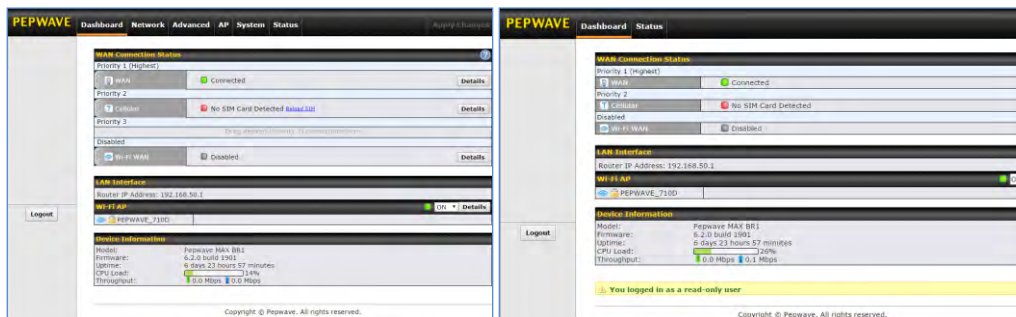 PEPWAVE Dashboard Network Advanced AP System Status Apply Changes
WAN Connection Status
Priority 1 (Highest)
WAN Connected Details
Priority 2
Cellular No SIM Card Detected Reload SIM Details
Priority 3
Disabled
Wi-Fi WAN Disabled Details
LAN Interface
Router IP Address: 192.168.50.1
Wi-Fi AP ON Details
PEPWAVE_710D
Logout
Device Information
Model: Pepwave MAX BR1
Firmware: 6.2.0 build 1901
Uptime: 6 days 23 hours 57 minutes
CPU Load: 14%
Throughput: 0.0 Mbps 0.0 Mbps
Copyright © Pepwave. All rights reserved.
PEPWAVE Dashboard Status
WAN Connection Status
Priority 1 (Highest)
WAN Connected
Priority 2
Cellular No SIM Card Detected
Disabled
Wi-Fi WAN Disabled
LAN Interface
Router IP Address: 192.168.50.1
Wi-Fi AP
PEPWAVE_710D
Device Information
Logout
Model: Pepwave MAX BR1
Firmware: 6.2.0 build 1901
Uptime: 6 days 23 hours 57 minutes
CPU Load: 26%
Throughput: 0.0 Mbps 0.1 Mbps
You logged in as a read-only user
Copyright © Pepwave. All rights reserved.